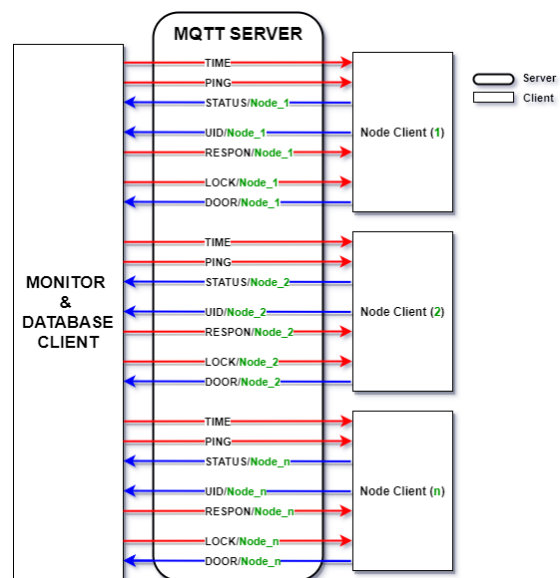 MQTT SERVER
TIME
PING
STATUS/Node_1
UID/Node_1
RESPON/Node_1
LOCK/Node_1
DOOR/Node_1
Node Client (1)
Server
Client
TIME
PING
STATUS/Node_2
UID/Node_2
RESPON/Node_2
LOCK/Node_2
DOOR/Node_2
Node Client (2)
MONITOR
&
DATABASE
CLIENT
TIME
PING
STATUS/Node_n
UID/Node_n
RESPON/Node_n
LOCK/Node_n
DOOR/Node_n
Node Client (n)